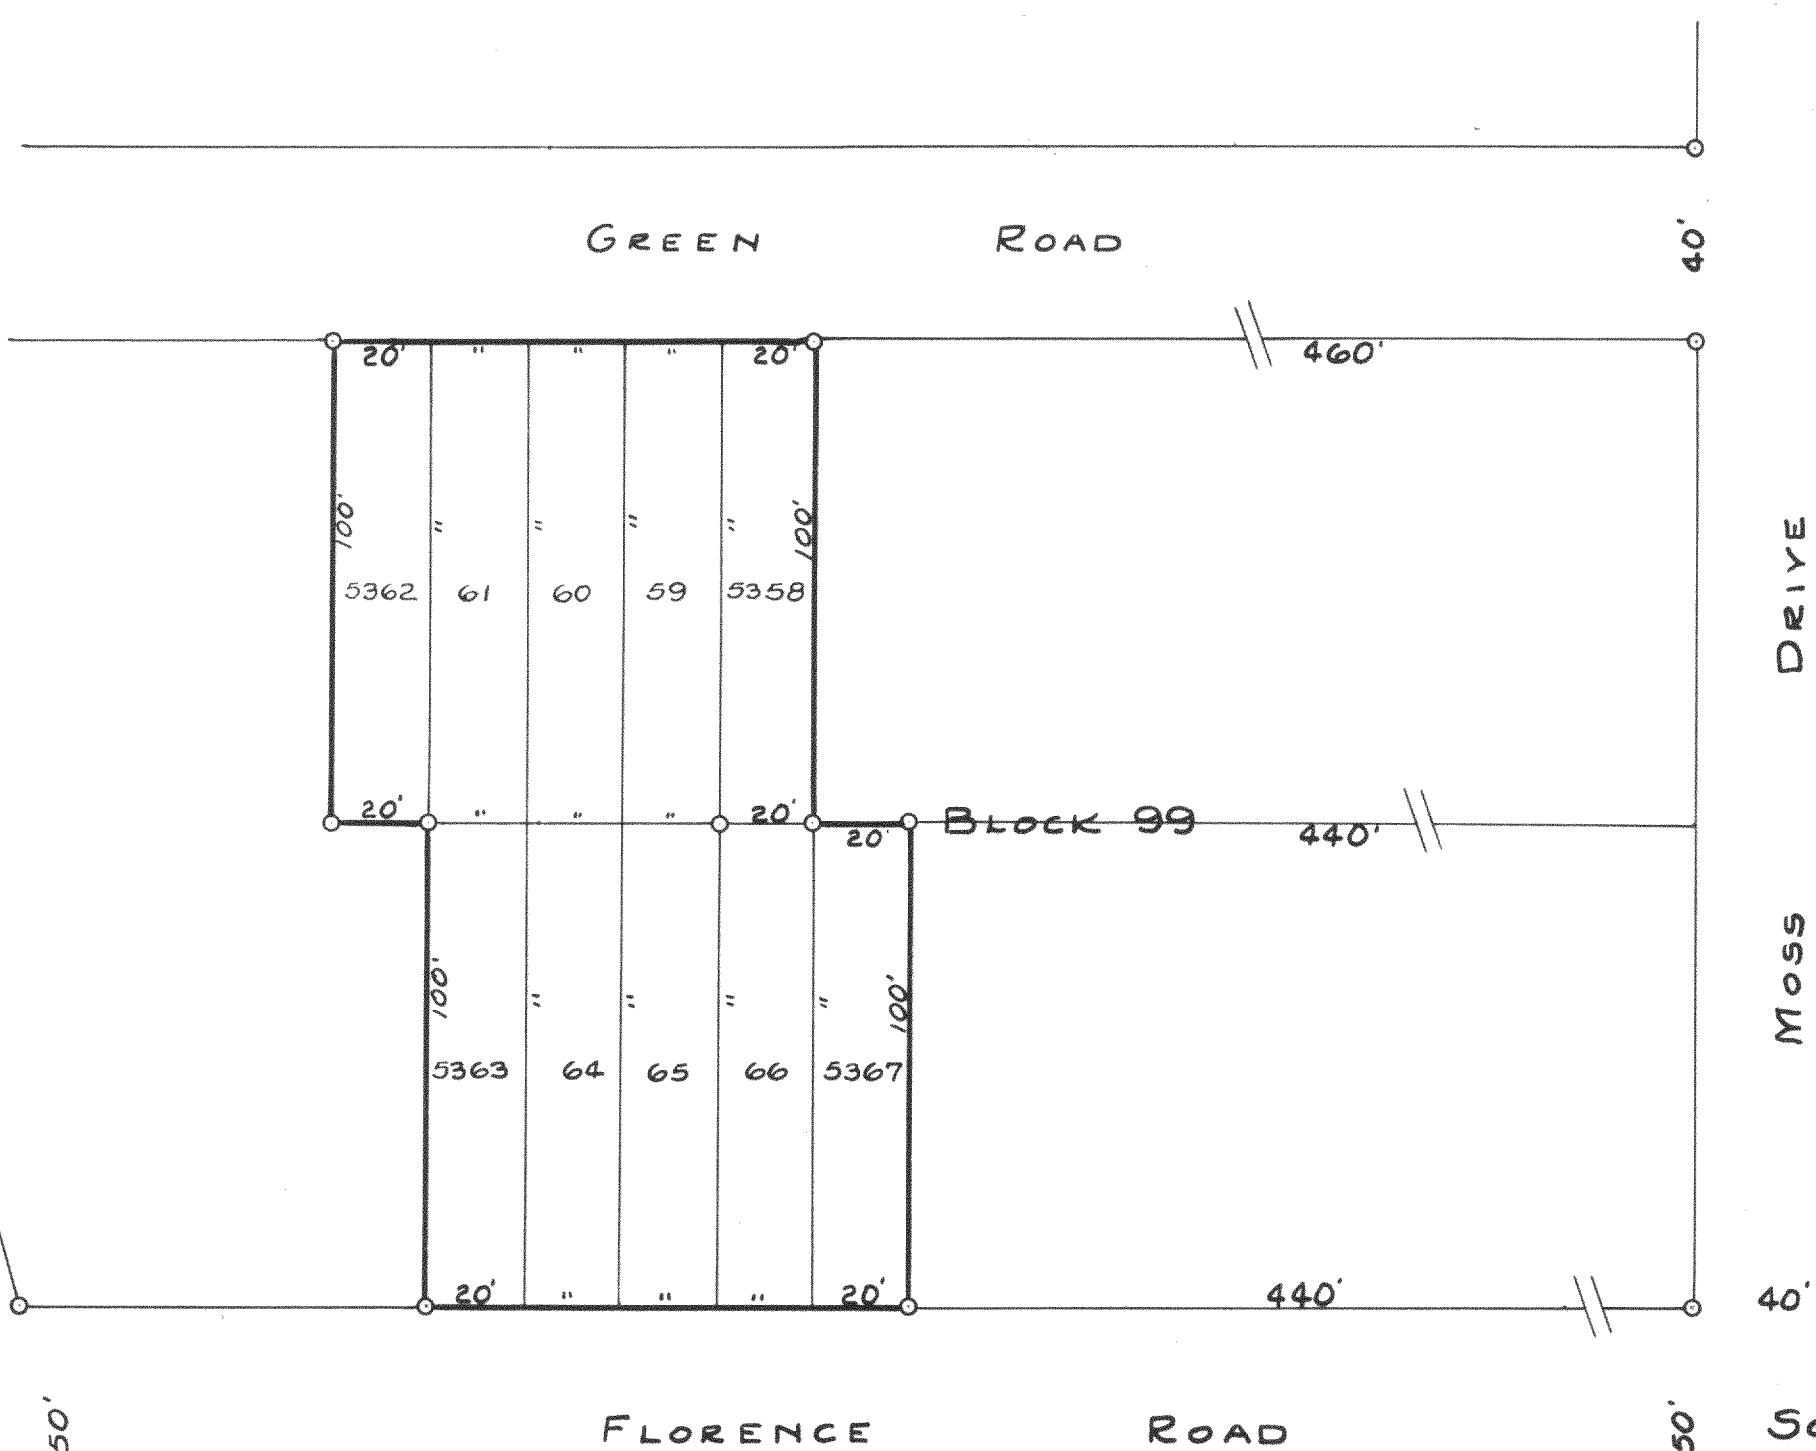 GREEN ROAD
40'
20' " " " 20' 460'
100' " " " " 100'
5362 61 60 59 5358
DRIVE
20' " " " 20' BLOCK 99
20' 440'
MOSS
100' " " " " 100'
5363 64 65 66 5367
20' " " " 20' 440' 40'
50' FLORENCE ROAD 50'